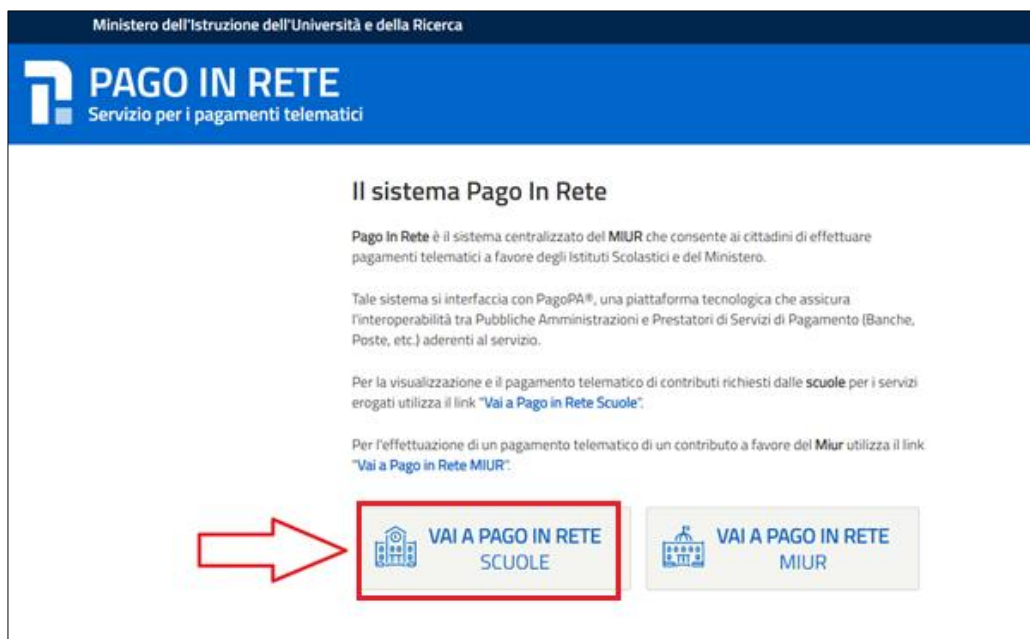 Ministero dell'Istruzione dell'Università e della Ricerca
PAGO IN RETE
Servizio per i pagamenti telematici
Il sistema Pago In Rete
Pago In Rete è il sistema centralizzato del MIUR che consente ai cittadini di effettuare
pagamenti telematici a favore degli Istituti Scolastici e del Ministero.
Tale sistema si interfaccia con PagoPA®, una piattaforma tecnologica che assicura
l'interoperabilità tra Pubbliche Amministrazioni e Prestatori di Servizi di Pagamento (Banche,
Poste, etc.) aderenti al servizio.
Per la visualizzazione e il pagamento telematico di contributi richiesti dalle scuole per i servizi
erogati utilizza il link "Vai a Pago in Rete Scuole".
Per l'effettuazione di un pagamento telematico di un contributo a favore del Miur utilizza il link
"Vai a Pago in Rete MIUR".
VAI A PAGO IN RETE
SCUOLE
VAI A PAGO IN RETE
MIUR